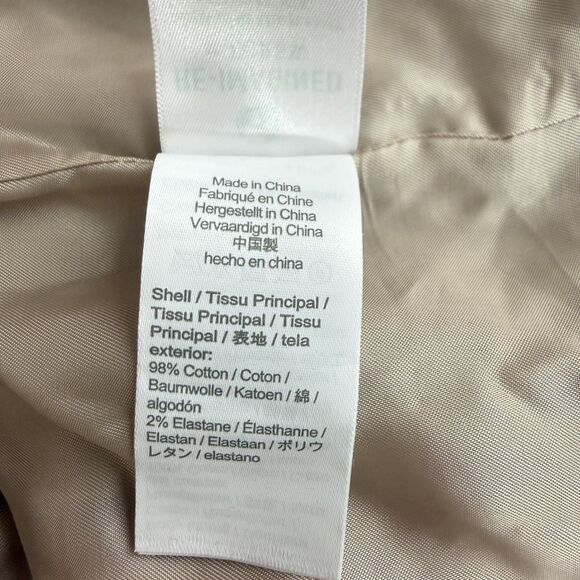 RE-IMAGINED
Made in China
Fabriqué en Chine
Hergestellt in China
Vervaardigd in China
中国製
hecho en china
Shell / Tissu Principal /
Tissu Principal / Tissu
Principal / 表地 / tela
exterior:
98% Cotton / Coton /
Baumwolle / Katoen / 綿 /
algodón
2% Elastane / Élasthanne /
Elastan / Elastaan / ポリウ
レタン / elastano